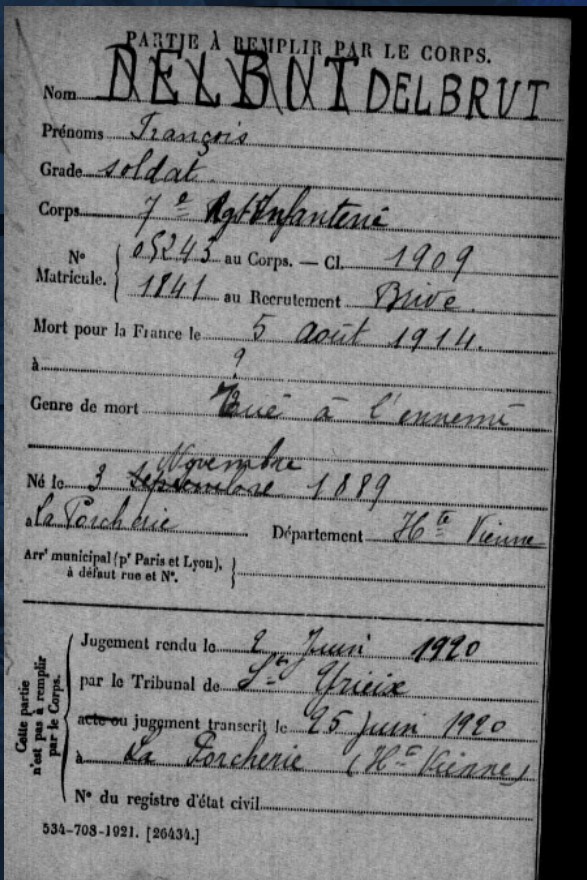 PARTIE À REMPLIR PAR LE CORPS.
Nom DELBUT DELBRUT
Prénoms François
Grade soldat
Corps 7e Rgt Infanterie
N° Matricule. 05243 au Corps. — Cl. 1909
1841 au Recrutement Brive.
Mort pour la France le 5 août 1914.
à ?
Genre de mort Tué à l'ennemi
Novembre
Né le 3 septembre 1889
à la Porcherie Département Hte Vienne
Arrt municipal (pr Paris et Lyon),
à défaut rue et N°.
Cette partie n'est pas à remplir par le Corps.
Jugement rendu le 2 Juin 1920
par le Tribunal de St Yrieix
acte ou jugement transcrit le 25 juin 1920
à La Porcherie (Hte Vienne)
N° du registre d'état civil
534-708-1921. [26434.]